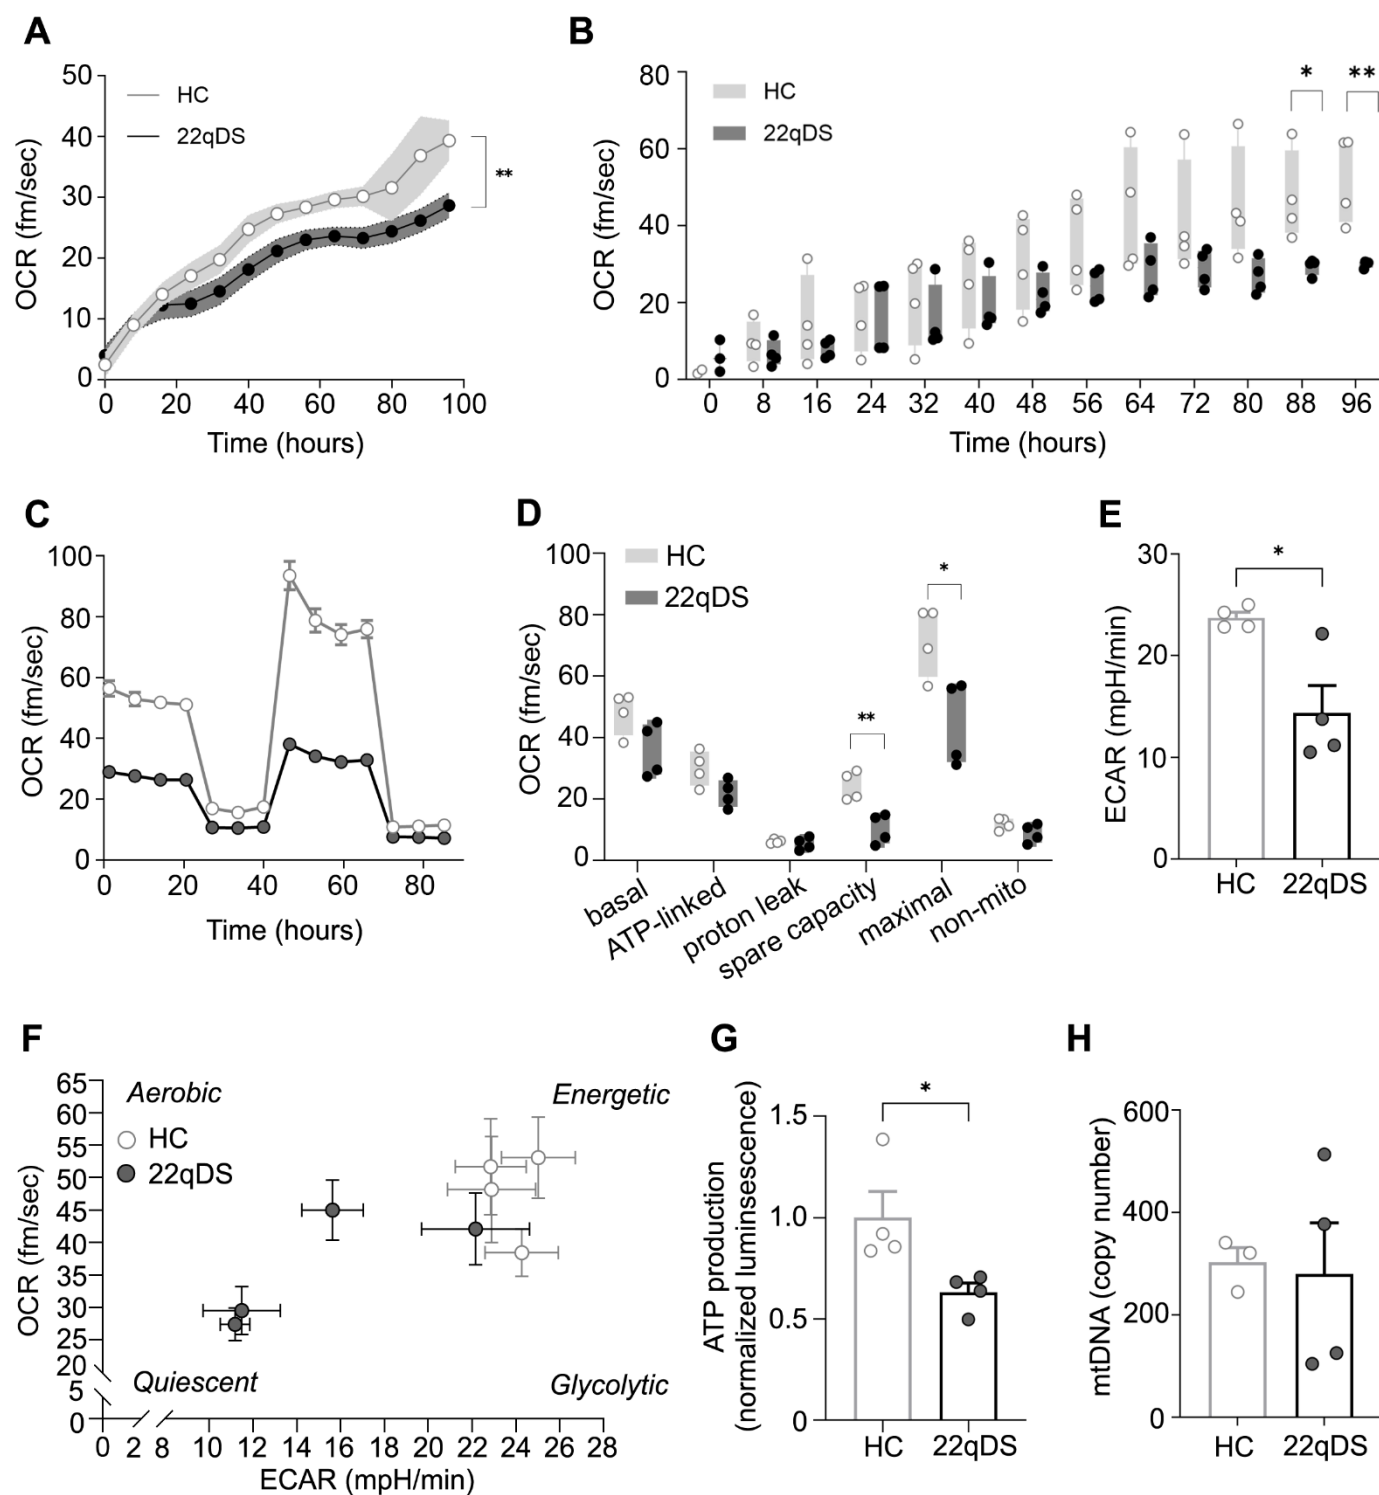 A
50
40
30
20
10
0
OCR (fm/sec)
HC
22qDS
**
0 20 40 60 80 100
Time (hours)
B
80
60
40
20
0
OCR (fm/sec)
HC
22qDS
* **
0 8 16 24 32 40 48 56 64 72 80 88 96
Time (hours)
C
100
80
60
40
20
0
OCR (fm/sec)
0 20 40 60 80
Time (hours)
D
100
80
60
40
20
0
OCR (fm/sec)
HC
22qDS
*
**
basal
ATP-linked
proton leak
spare capacity
maximal
non-mito
E
30
20
10
0
ECAR (mpH/min)
*
HC 22qDS
F
65
60
55
50
45
40
35
30
25
20
5
0
OCR (fm/sec)
Aerobic Energetic
HC
22qDS
Quiescent Glycolytic
0 2 8 10 12 14 16 18 20 22 24 26 28
ECAR (mpH/min)
G
1.5
1.0
0.5
0
ATP production
(normalized luminsescence)
*
HC 22qDS
H
600
400
200
0
mtDNA (copy number)
HC 22qDS